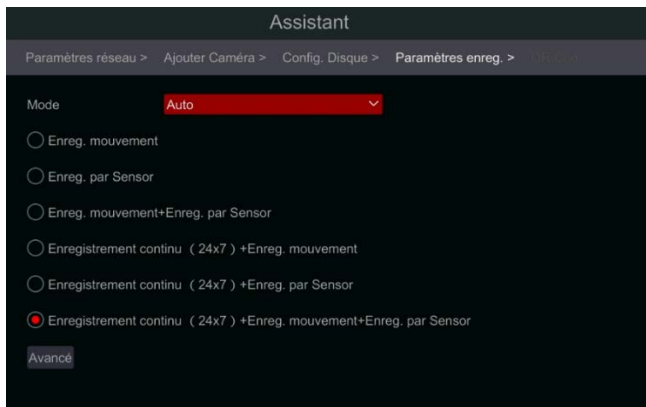 Assistant
Paramètres réseau > Ajouter Caméra > Config. Disque > Paramètres enreg. >
Mode Auto
Enreg. mouvement
Enreg. par Sensor
Enreg. mouvement+Enreg. par Sensor
Enregistrement continu ( 24x7 ) +Enreg. mouvement
Enregistrement continu ( 24x7 ) +Enreg. par Sensor
Enregistrement continu ( 24x7 ) +Enreg. mouvement+Enreg. par Sensor
Avancé